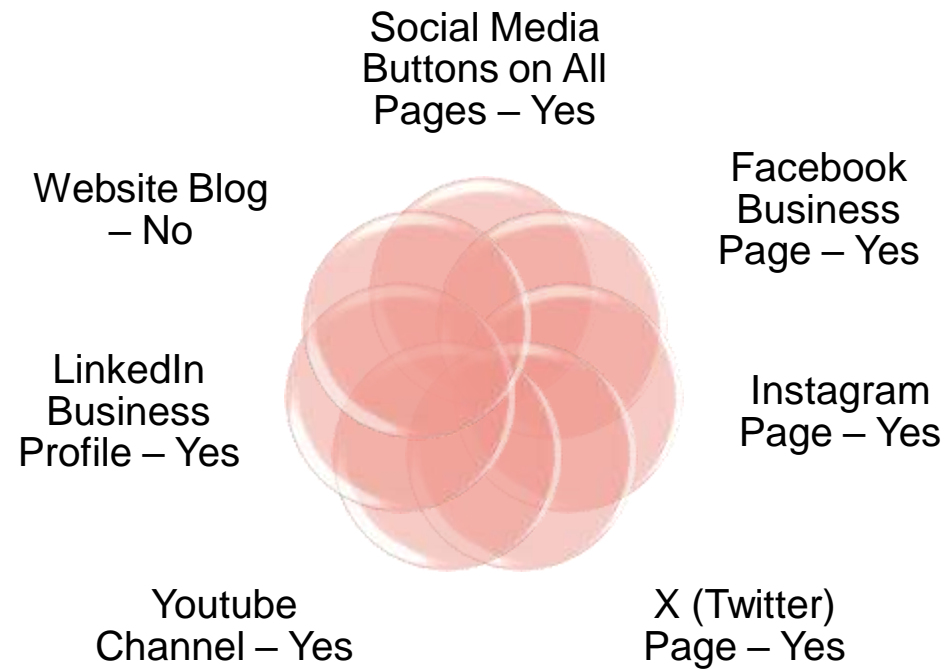 Social Media
Buttons on All
Pages – Yes
Facebook
Business
Page – Yes
Instagram
Page – Yes
X (Twitter)
Page – Yes
Youtube
Channel – Yes
LinkedIn
Business
Profile – Yes
Website Blog
– No